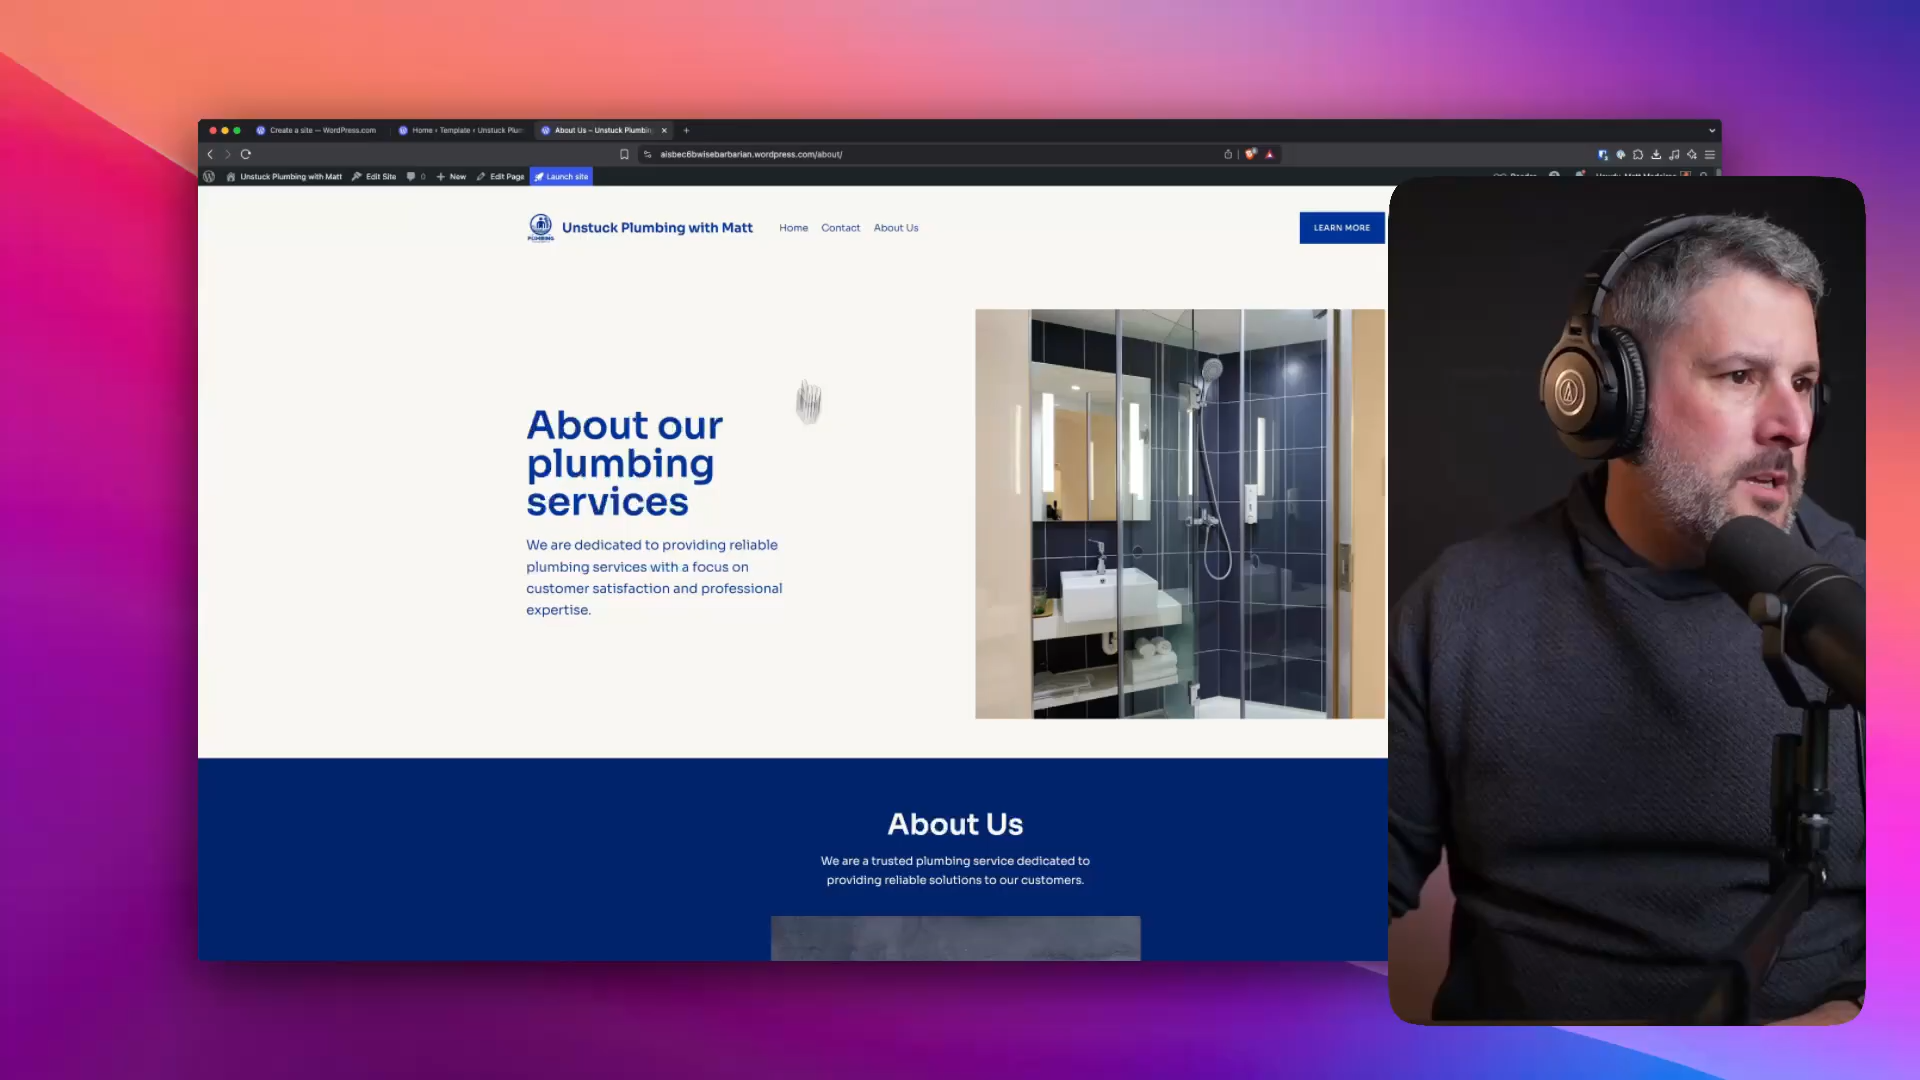 Create a site — WordPress.com
Home ‹ Template ‹ Unstuck Plum
About Us – Unstuck Plumbing
aisbec6bwisebarbarian.wordpress.com/about/
Unstuck Plumbing with Matt
Edit Site
0
New
Edit Page
Launch site
Unstuck Plumbing with Matt
Home
Contact
About Us
LEARN MORE
About our
plumbing
services
We are dedicated to providing reliable
plumbing services with a focus on
customer satisfaction and professional
expertise.
About Us
We are a trusted plumbing service dedicated to
providing reliable solutions to our customers.